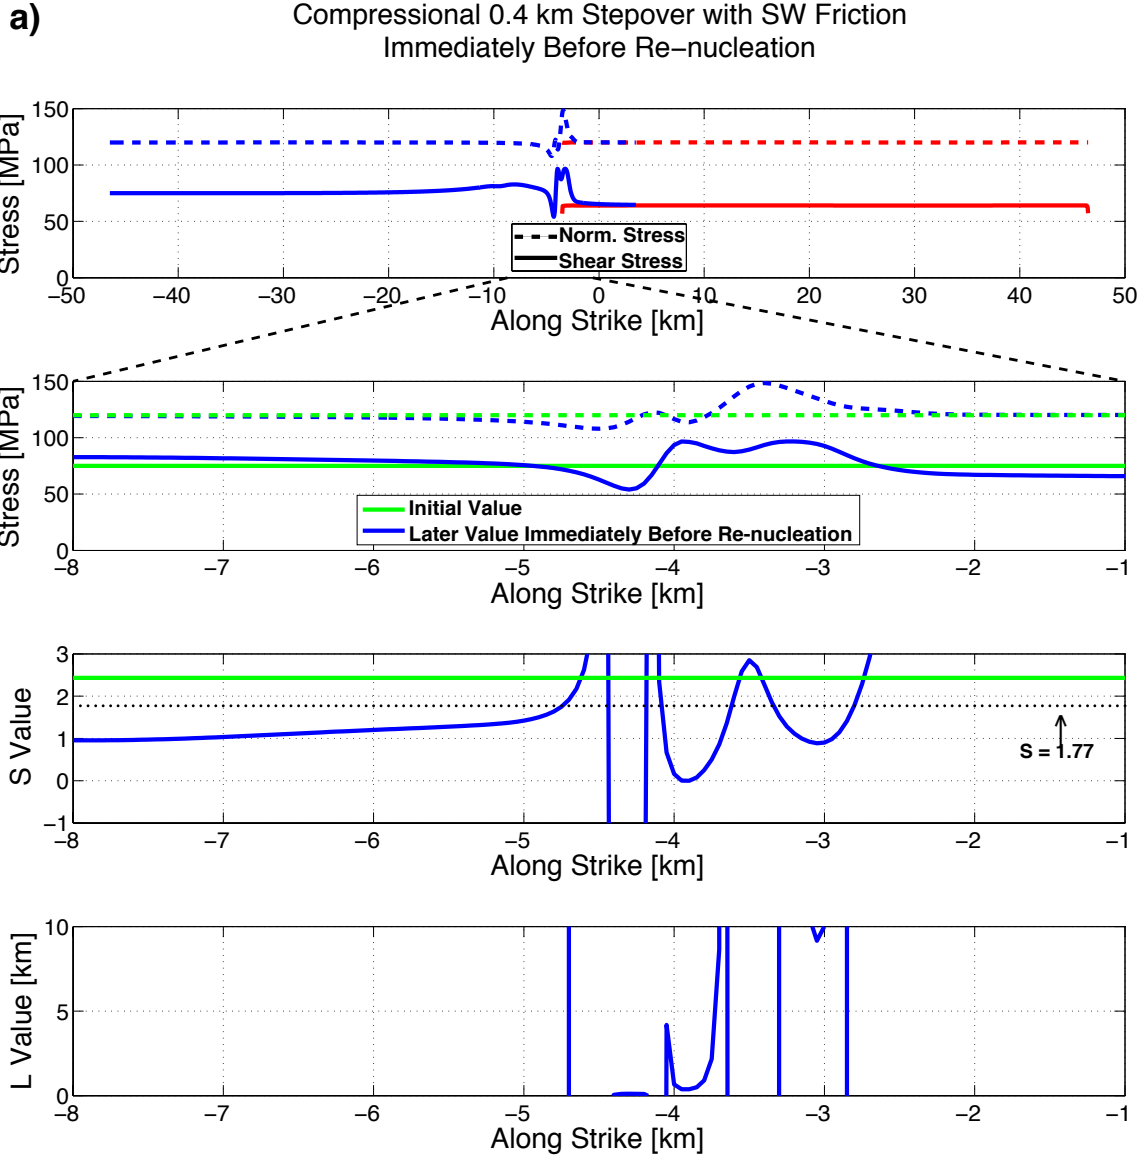 a)
Compressional 0.4 km Stepover with SW Friction
Immediately Before Re−nucleation
Stress [MPa]
150
100
50
0
Norm. Stress
Shear Stress
−50 −40 −30 −20 −10 0 10 20 30 40 50
Along Strike [km]
Stress [MPa]
150
100
50
0
Initial Value
Later Value Immediately Before Re-nucleation
−8 −7 −6 −5 −4 −3 −2 −1
Along Strike [km]
S Value
3
2
1
0
−1
S = 1.77
−8 −7 −6 −5 −4 −3 −2 −1
Along Strike [km]
L Value [km]
10
5
0
−8 −7 −6 −5 −4 −3 −2 −1
Along Strike [km]